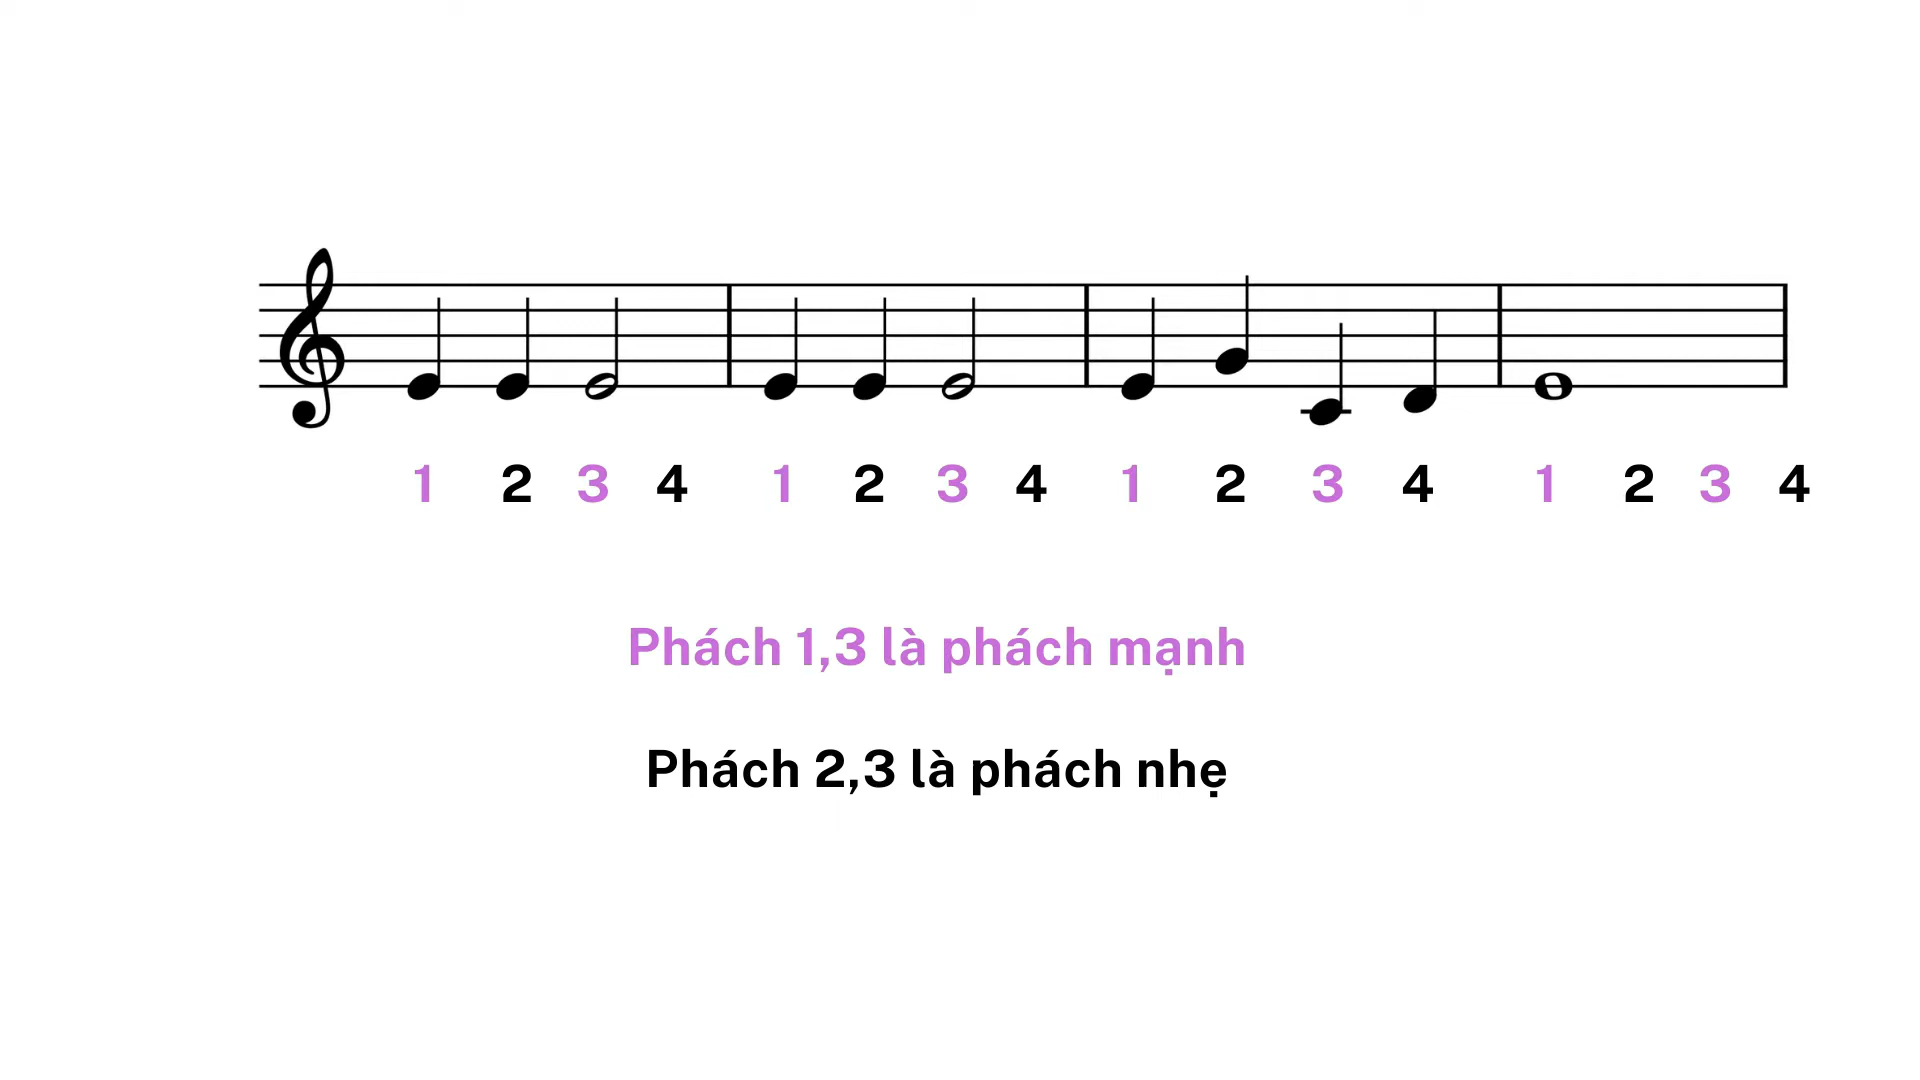 1 2 3 4 1 2 3 4 1 2 3 4 1 2 3 4
Phách 1,3 là phách mạnh
Phách 2,3 là phách nhẹ